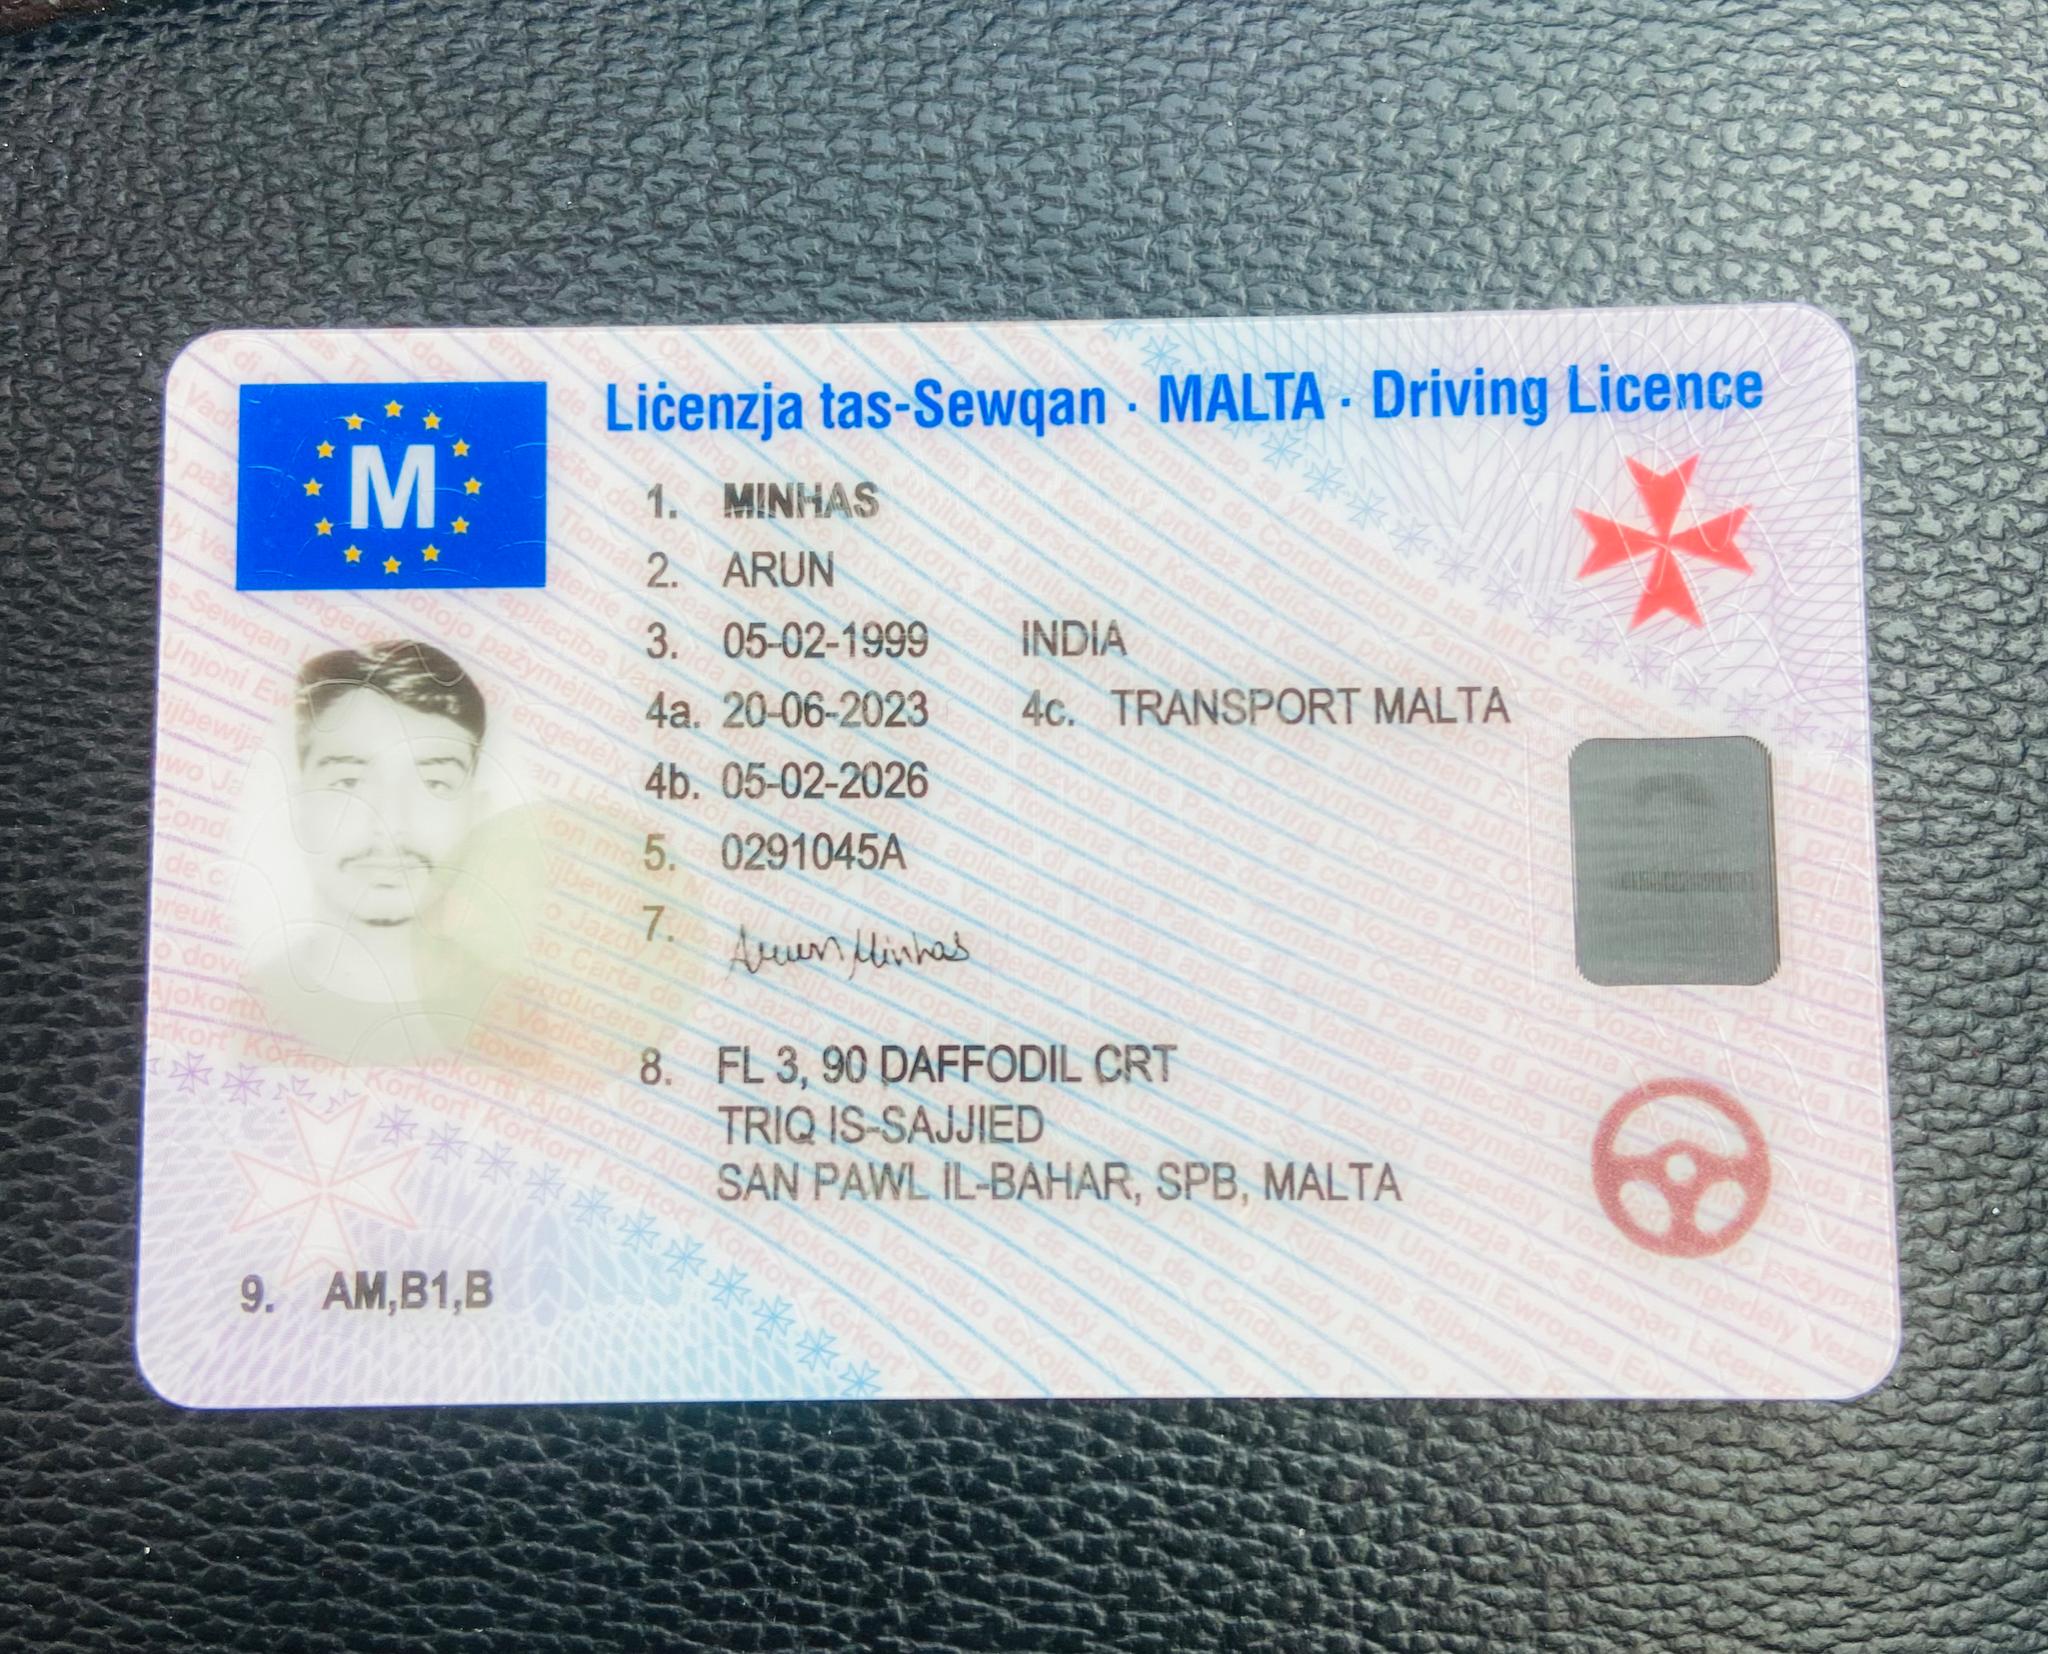 Liċenzja tas-Sewqan · MALTA · Driving Licence
M
1. MINHAS
2. ARUN
3. 05-02-1999 INDIA
4a. 20-06-2023 4c. TRANSPORT MALTA
4b. 05-02-2026
5. 0291045A
7. Arun Minhas
8. FL 3, 90 DAFFODIL CRT
TRIQ IS-SAJJIED
SAN PAWL IL-BAHAR, SPB, MALTA
9. AM,B1,B